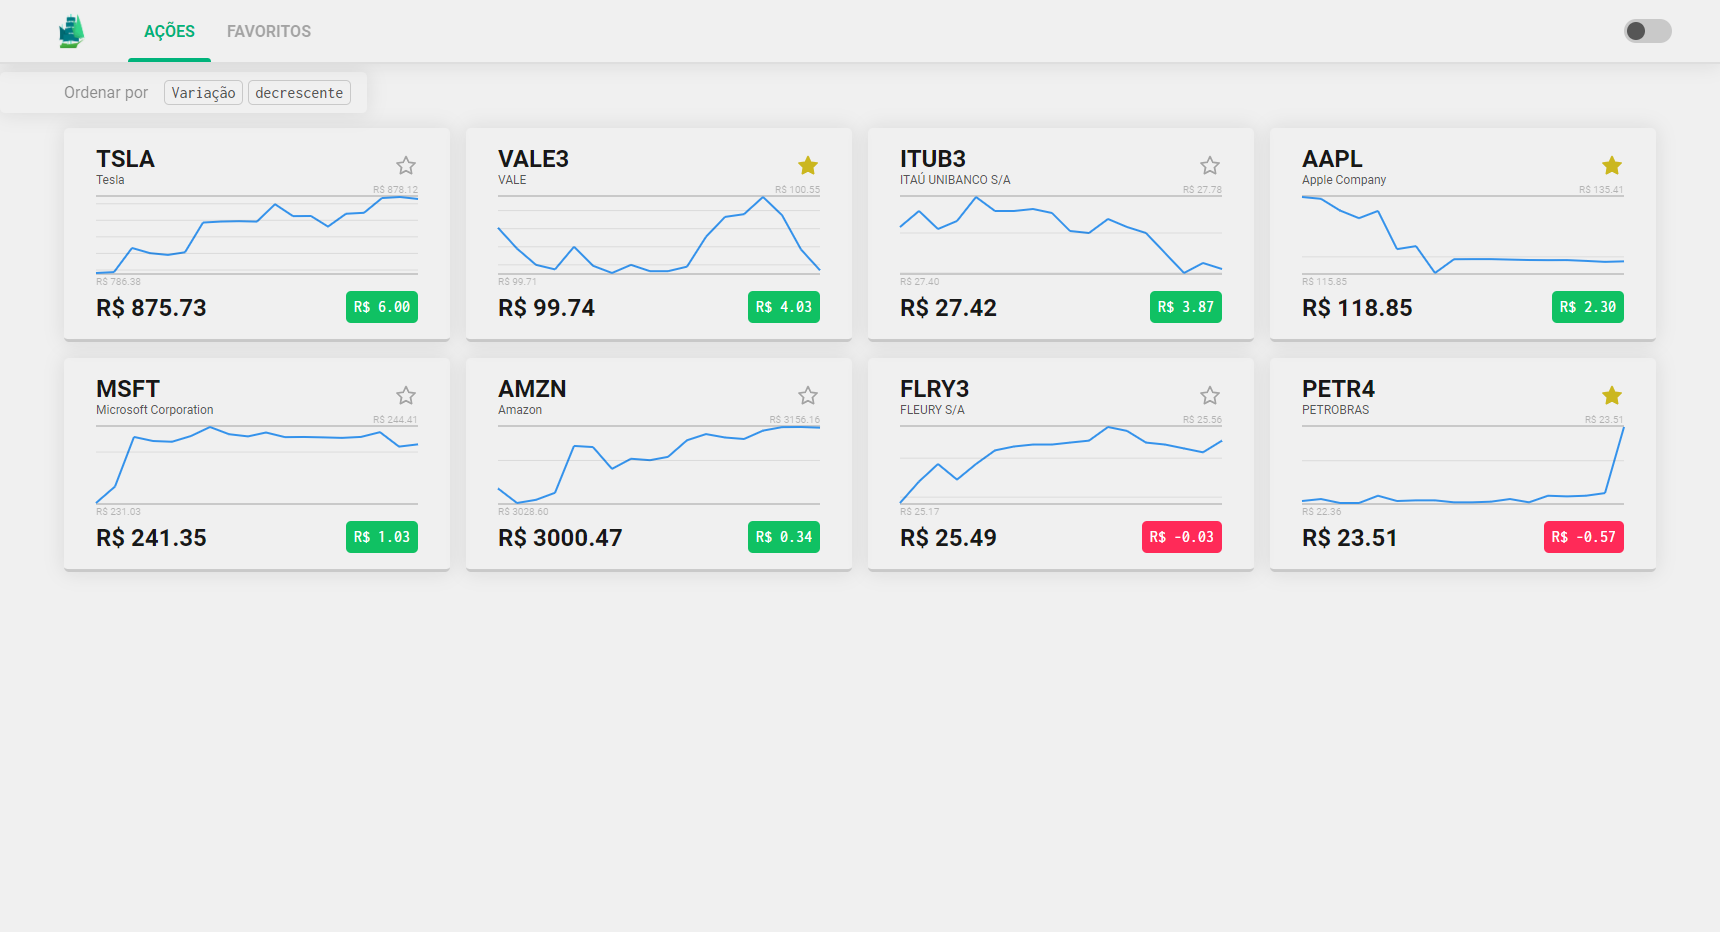 AÇÕES FAVORITOS
Ordenar por Variação decrescente
TSLA
Tesla
R$ 878.12
R$ 786.38
R$ 875.73 R$ 6.00
VALE3
VALE
R$ 100.55
R$ 99.71
R$ 99.74 R$ 4.03
ITUB3
ITAÚ UNIBANCO S/A
R$ 27.78
R$ 27.40
R$ 27.42 R$ 3.87
AAPL
Apple Company
R$ 135.41
R$ 115.85
R$ 118.85 R$ 2.30
MSFT
Microsoft Corporation
R$ 244.41
R$ 231.03
R$ 241.35 R$ 1.03
AMZN
Amazon
R$ 3156.16
R$ 3028.60
R$ 3000.47 R$ 0.34
FLRY3
FLEURY S/A
R$ 25.56
R$ 25.17
R$ 25.49 R$ -0.03
PETR4
PETROBRAS
R$ 23.51
R$ 22.36
R$ 23.51 R$ -0.57